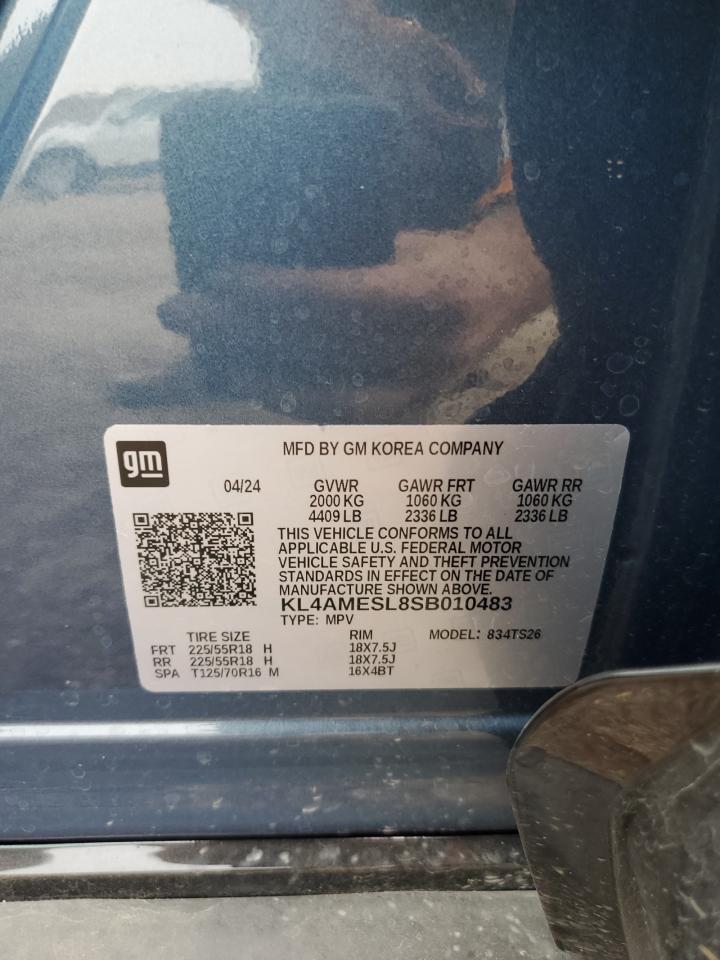 gm
MFD BY GM KOREA COMPANY
04/24 GVWR GAWR FRT GAWR RR
2000 KG 1060 KG 1060 KG
4409 LB 2336 LB 2336 LB
THIS VEHICLE CONFORMS TO ALL
APPLICABLE U.S. FEDERAL MOTOR
VEHICLE SAFETY AND THEFT PREVENTION
STANDARDS IN EFFECT ON THE DATE OF
MANUFACTURE SHOWN ABOVE.
KL4AMESL8SB010483
TYPE: MPV
TIRE SIZE RIM MODEL: 834TS26
FRT 225/55R18 H 18X7.5J
RR 225/55R18 H 18X7.5J
SPA T125/70R16 M 16X4BT